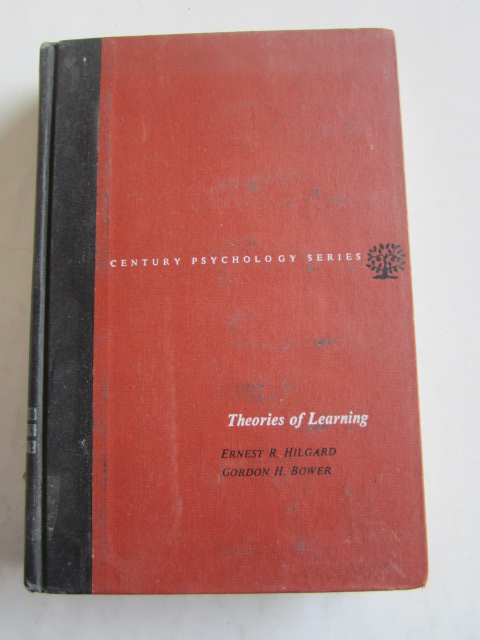 CENTURY PSYCHOLOGY SERIES
Theories of Learning
ERNEST R. HILGARD
GORDON H. BOWER